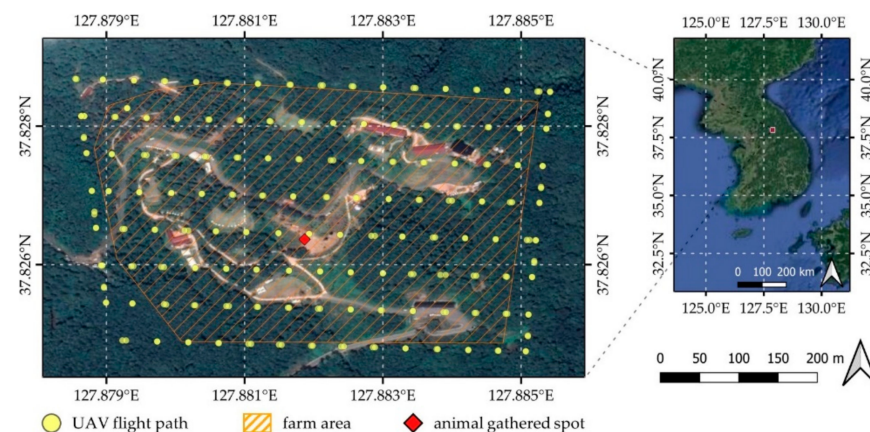 127.879°E 127.881°E 127.883°E 127.885°E
125.0°E 127.5°E 130.0°E
37.828°N 37.828°N
37.826°N 37.826°N
40.0°N 40.0°N
37.5°N 37.5°N
35.0°N 35.0°N
32.5°N 32.5°N
0 100 200 km
125.0°E 127.5°E 130.0°E
127.879°E 127.881°E 127.883°E 127.885°E
0 50 100 150 200 m
UAV flight path farm area animal gathered spot